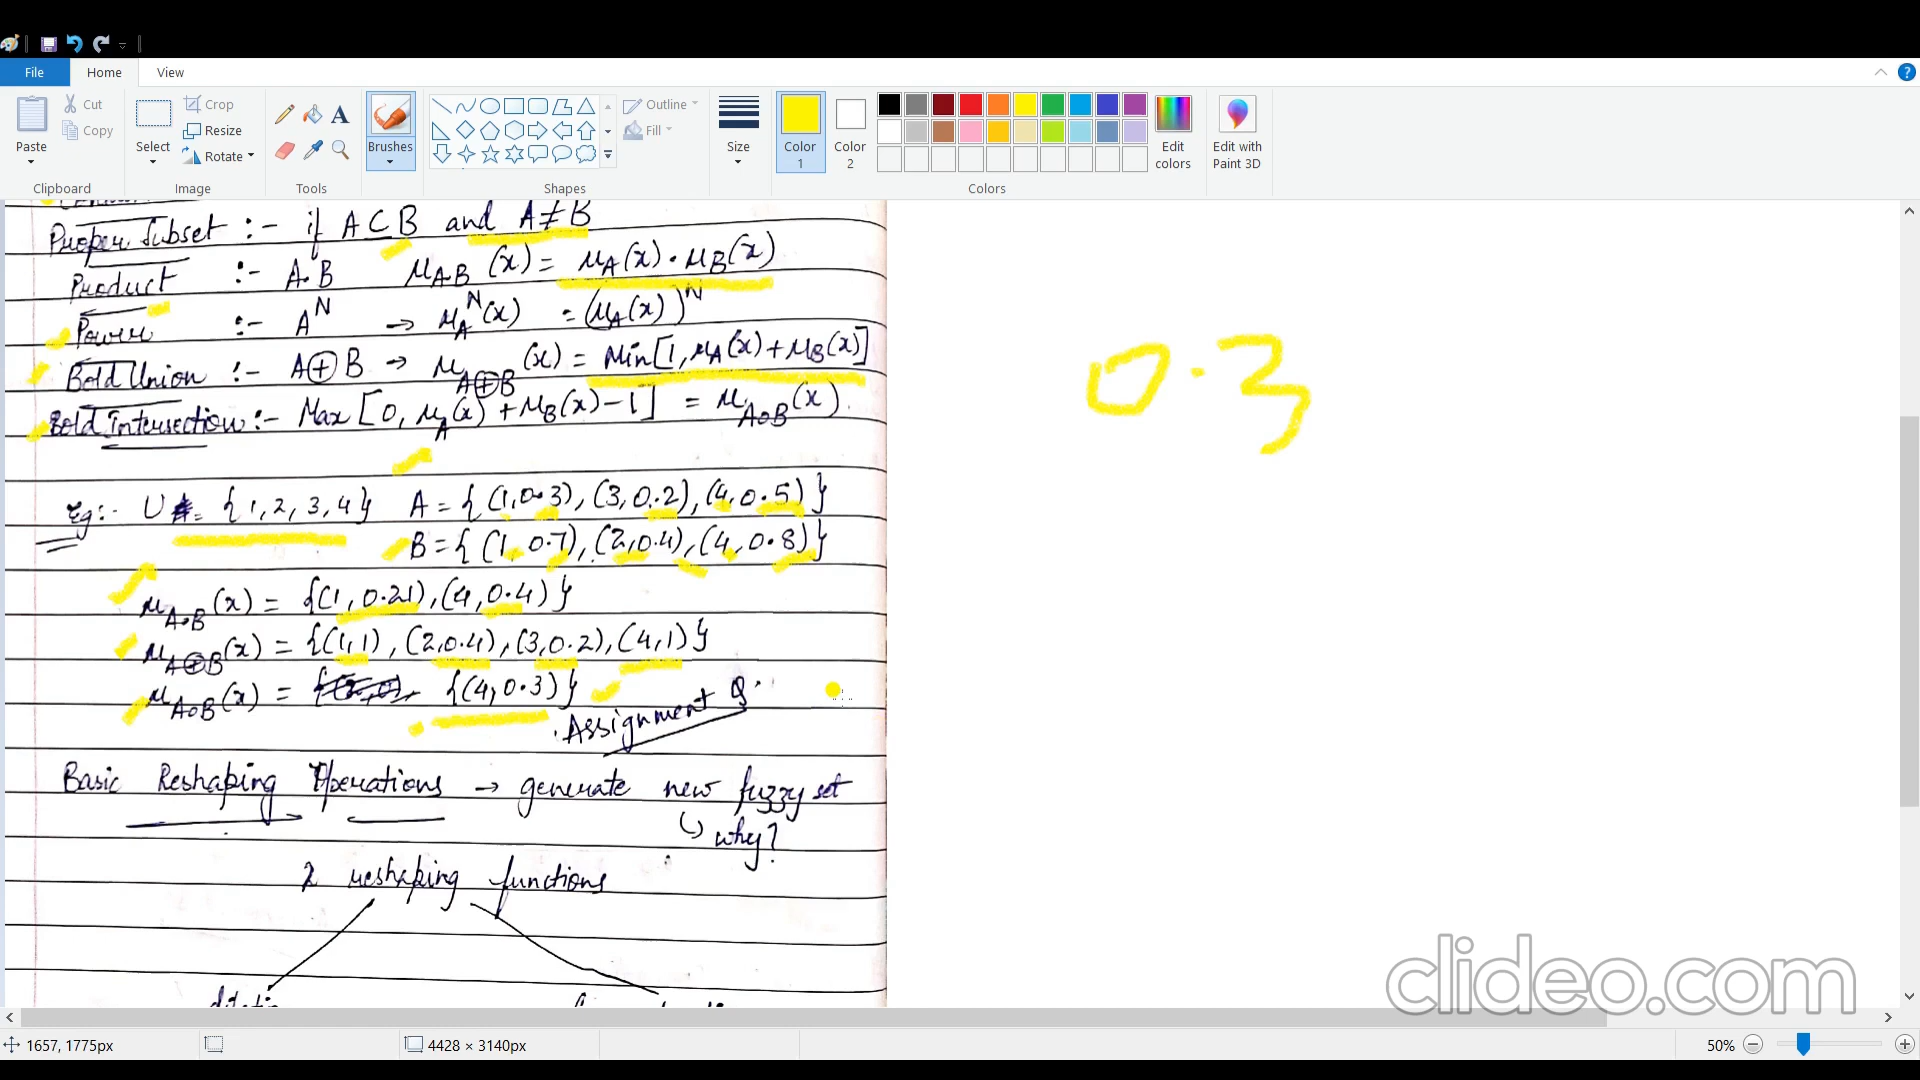 File Home View
Paste Cut Copy Select Crop Resize Rotate Brushes Outline Fill Size Color 1 Color 2 Edit colors Edit with Paint 3D
Clipboard Image Tools Shapes Colors
Proper Subset :- if A ⊂ B and A ≠ B
Product :- A.B μA.B (x) = μA(x) . μB(x)
Power :- A^N → μA^N(x) = (μA(x))^N
Bold Union :- A⊕B → μA⊕B (x) = Min[1, μA(x)+μB(x)]
Bold Intersection :- Max [0, μA(x) + μB(x) - 1] = μA⊙B(x).
0.3
Eg:- U = {1, 2, 3, 4} A = {(1,0.3), (3,0.2), (4,0.5)}
B = {(1, 0.7), (2,0.4), (4, 0.8)}
μA.B(x) = {(1, 0.21), (4, 0.4)}
μA⊕B(x) = {(1,1), (2,0.4), (3,0.2), (4,1)}
μA⊙B(x) = {(4,0.3)}
Assignment Q.
Basic Reshaping Operations → generate new fuzzy set
why?
2 reshaping functions
clideo.com
1657, 1775px 4428 × 3140px 50%